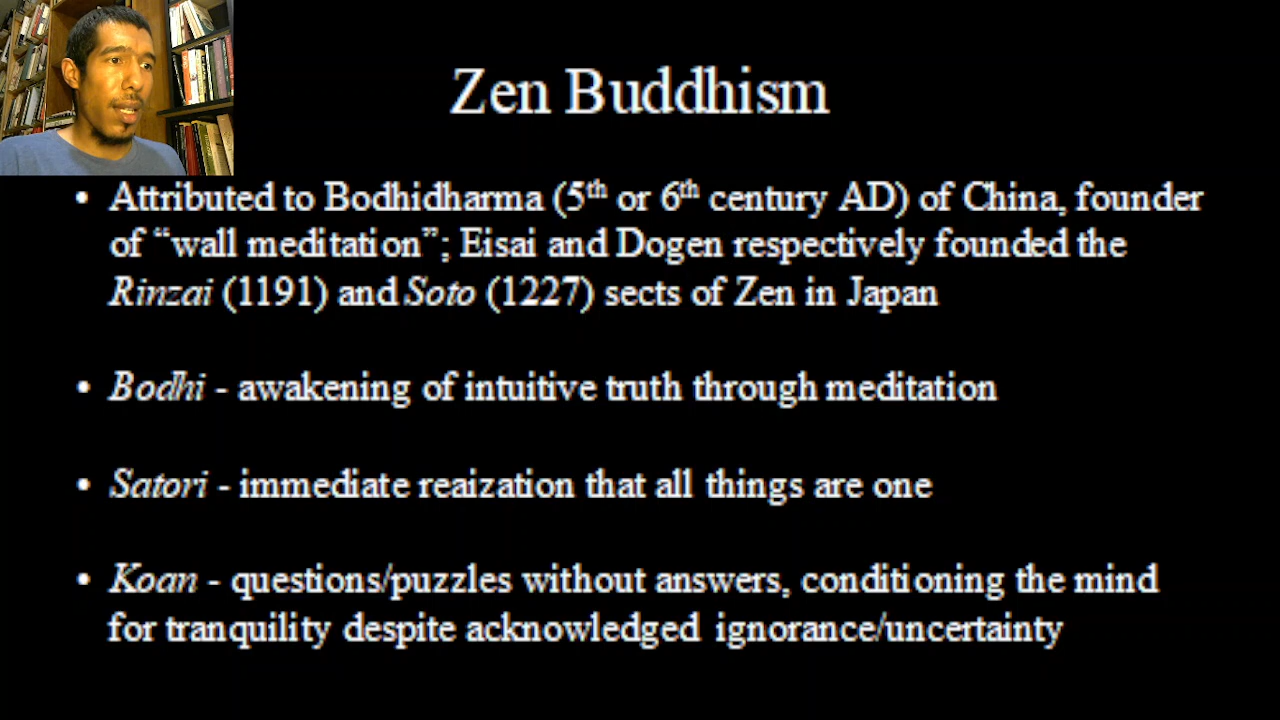 Zen Buddhism
• Attributed to Bodhidharma (5th or 6th century AD) of China, founder
of “wall meditation”; Eisai and Dogen respectively founded the
Rinzai (1191) and Soto (1227) sects of Zen in Japan
• Bodhi - awakening of intuitive truth through meditation
• Satori - immediate reaization that all things are one
• Koan - questions/puzzles without answers, conditioning the mind
for tranquility despite acknowledged ignorance/uncertainty